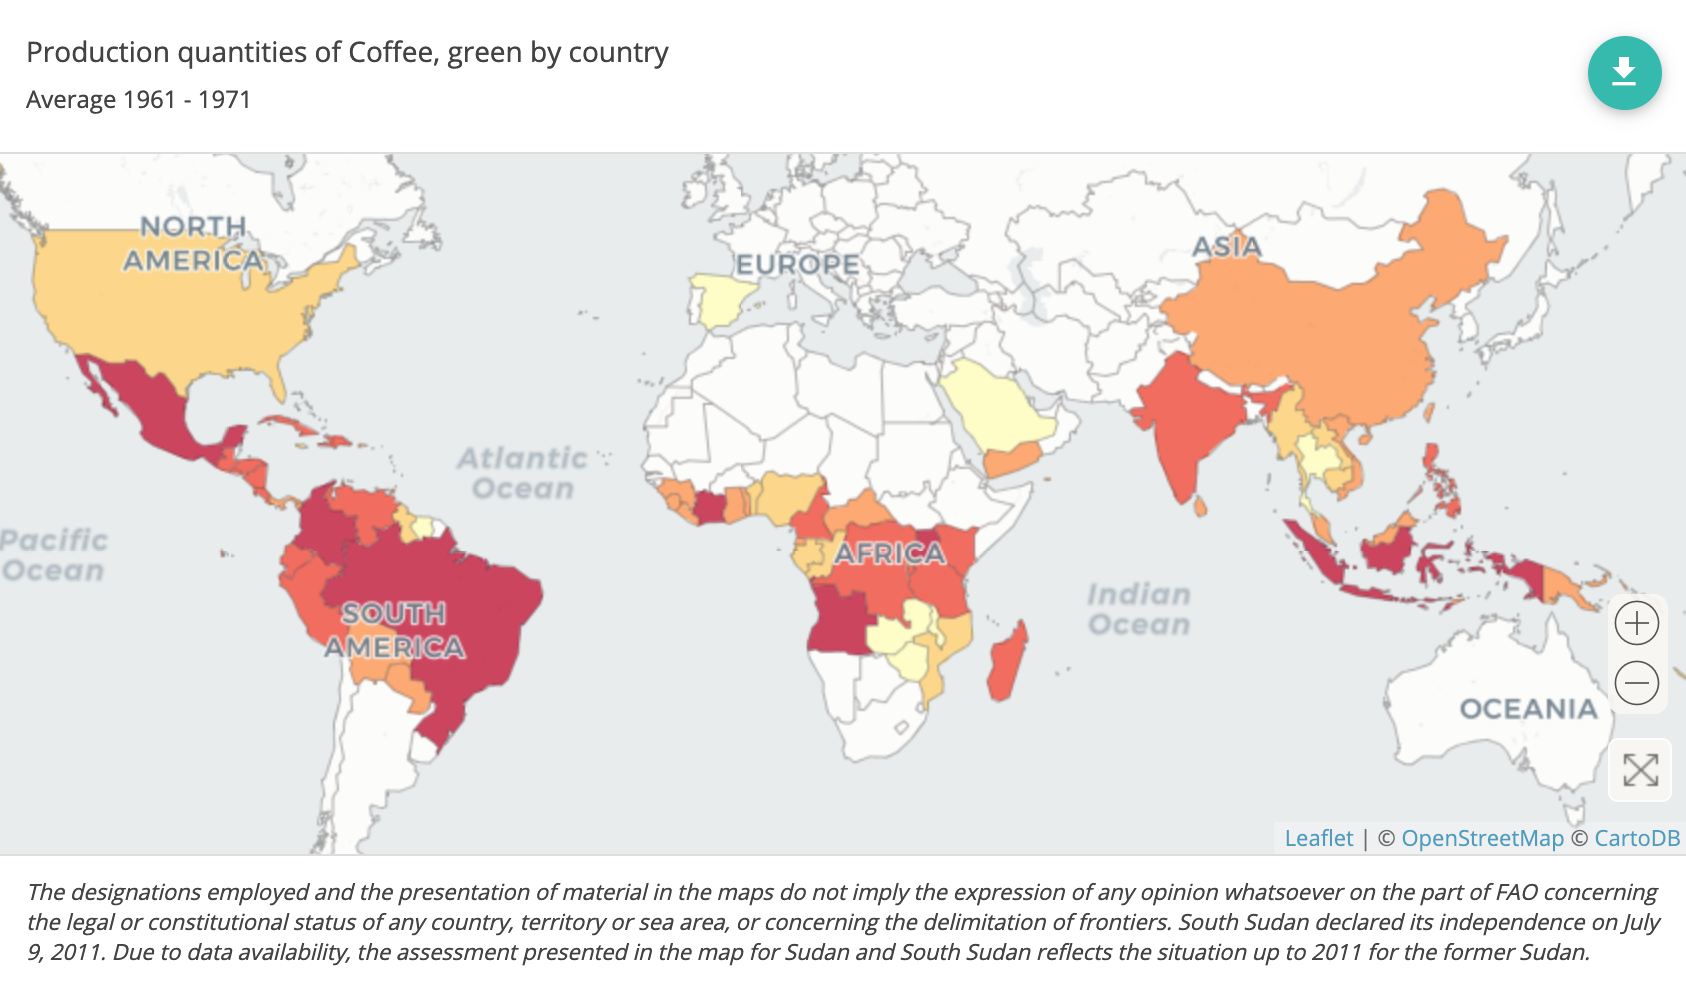 Production quantities of Coffee, green by country
Average 1961 - 1971
NORTH
AMERICA
EUROPE
ASIA
Atlantic
Ocean
Pacific
Ocean
AFRICA
Indian
Ocean
SOUTH
AMERICA
OCEANIA
Leaflet | © OpenStreetMap © CartoDB
The designations employed and the presentation of material in the maps do not imply the expression of any opinion whatsoever on the part of FAO concerning
the legal or constitutional status of any country, territory or sea area, or concerning the delimitation of frontiers. South Sudan declared its independence on July
9, 2011. Due to data availability, the assessment presented in the map for Sudan and South Sudan reflects the situation up to 2011 for the former Sudan.